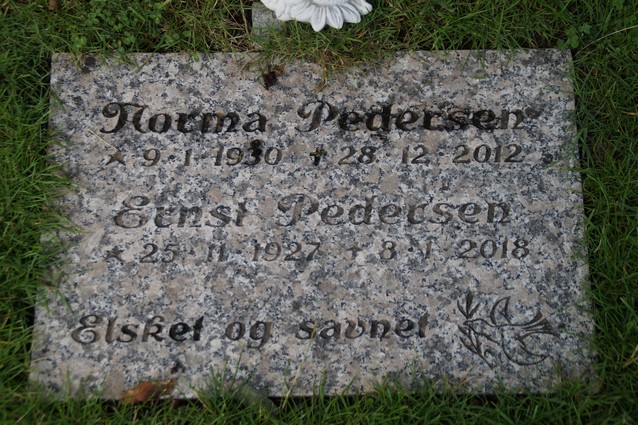 Norma Pedersen
* 9 1 1930 ✝ 28 12 2012
Ernst Pedersen
* 25 11 1927 ✝ 8 1 2018
Elsket og savnet